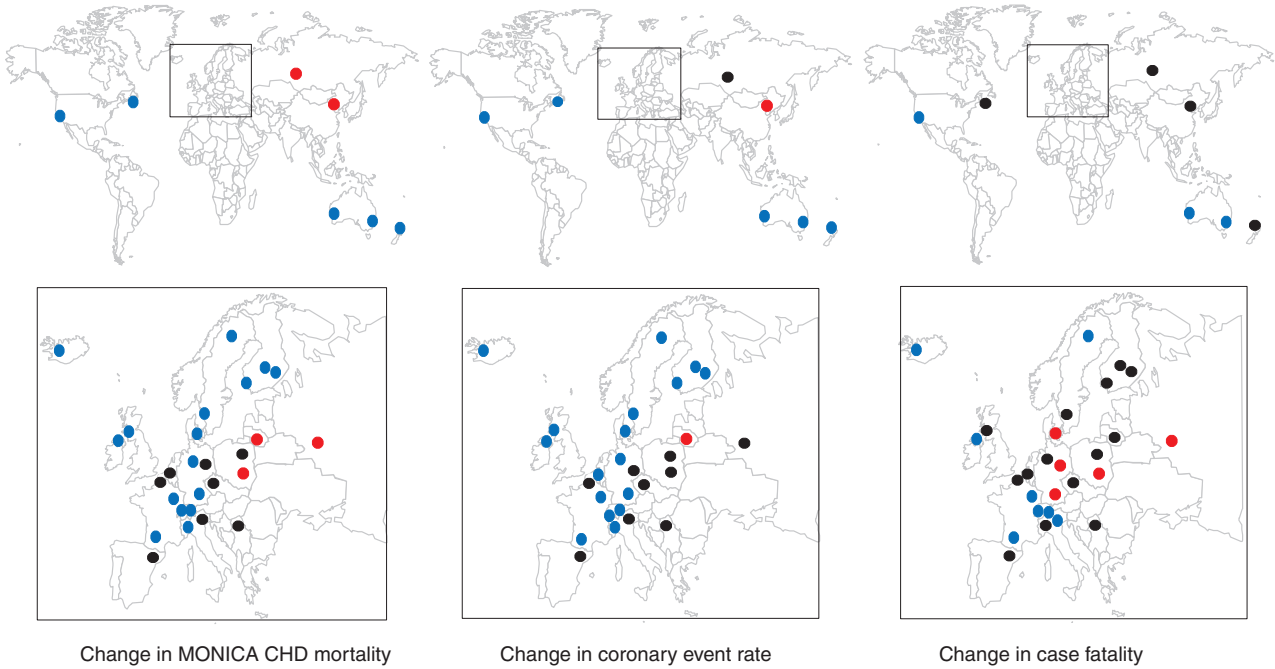 Change in MONICA CHD mortality
Change in coronary event rate
Change in case fatality